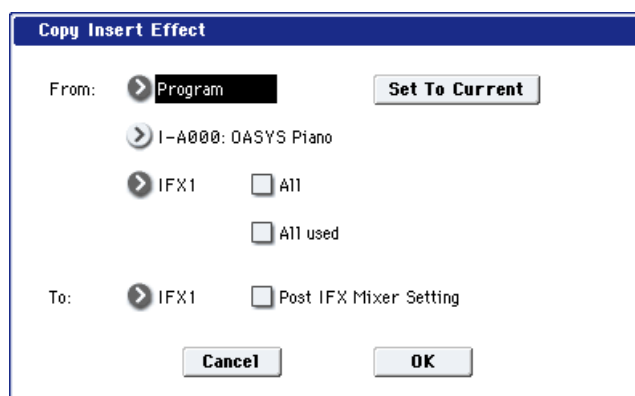 Copy Insert Effect
From: Program Set To Current
I-A000: OASYS Piano
IFX1 All
All used
To: IFX1 Post IFX Mixer Setting
Cancel OK